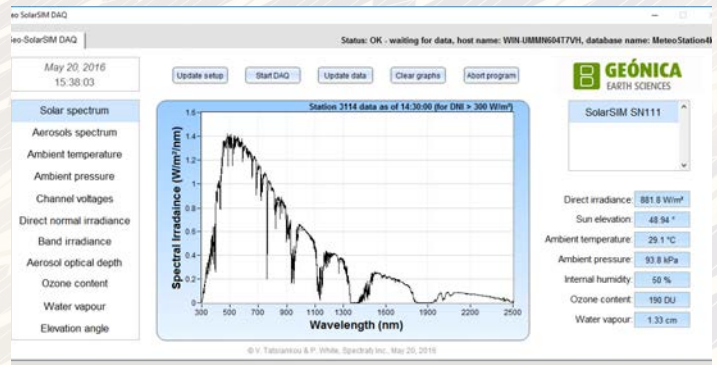 eo SolarSIM DAQ
eo-SolarSIM DAQ
Status: OK - waiting for data, host name: WIN-UMMN604T7VH, database name: MeteoStation4k
May 20, 2016
15:38:03
Update setup
Start DAQ
Update data
Clear graphs
Abort program
GEÓNICA
EARTH SCIENCES
Solar spectrum
Aerosols spectrum
Ambient temperature
Ambient pressure
Channel voltages
Direct normal irradiance
Band irradiance
Aerosol optical depth
Ozone content
Water vapour
Elevation angle
Station 3114 data as of 14:30:00 (for DNI > 300 W/m²)
Spectral Irradaince (W/m²/nm)
1.6
1.4
1.2
1
0.8
0.6
0.4
0.2
0
300 500 700 900 1100 1300 1500 1700 1900 2100 2300 2500
Wavelength (nm)
SolarSIM SN111
Direct irradiance: 881.8 W/m²
Sun elevation: 48.94 °
Ambient temperature: 29.1 °C
Ambient pressure: 93.8 kPa
Internal humidity: 50 %
Ozone content: 190 DU
Water vapour: 1.33 cm
© V. Tatsiankou & P. White, Spectrafy Inc., May 20, 2016